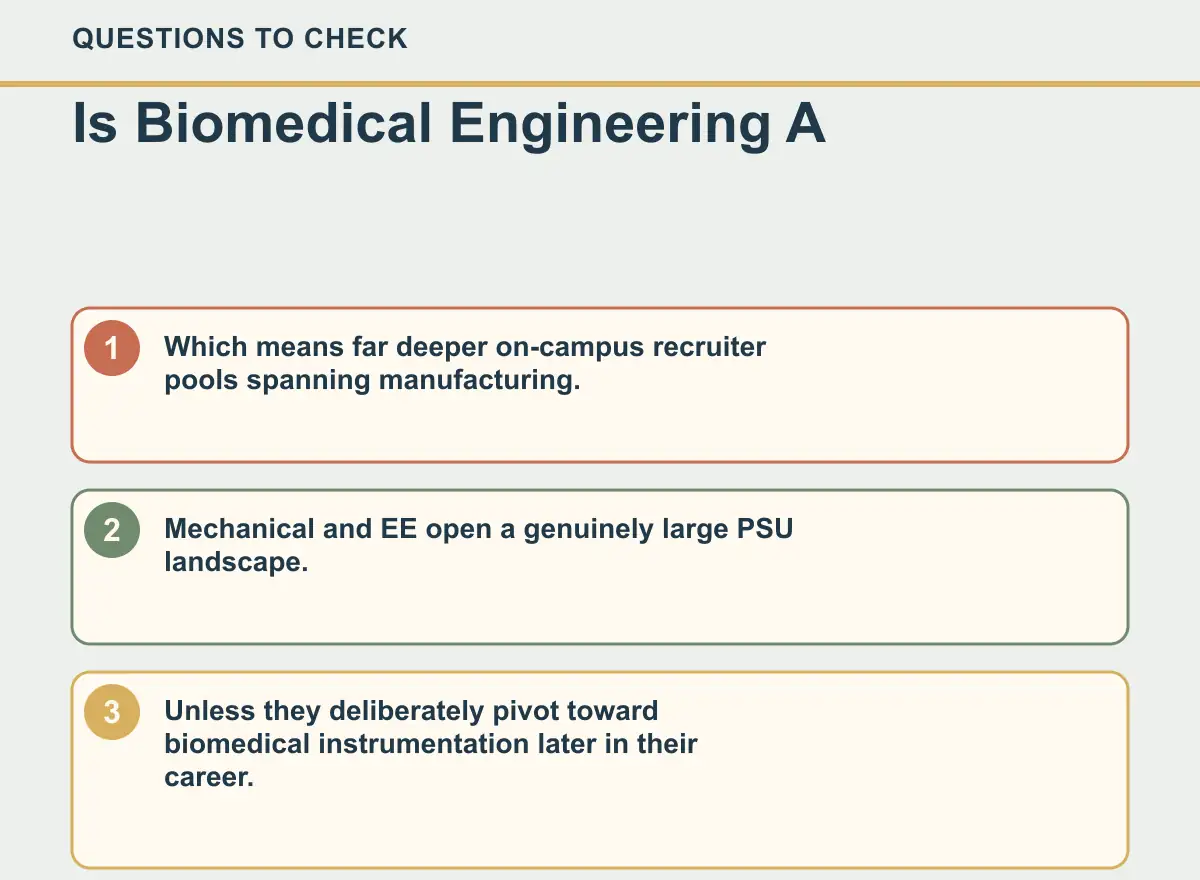 QUESTIONS TO CHECK
Is Biomedical Engineering A
1
Which means far deeper on-campus recruiter
pools spanning manufacturing.
2
Mechanical and EE open a genuinely large PSU
landscape.
3
Unless they deliberately pivot toward
biomedical instrumentation later in their
career.